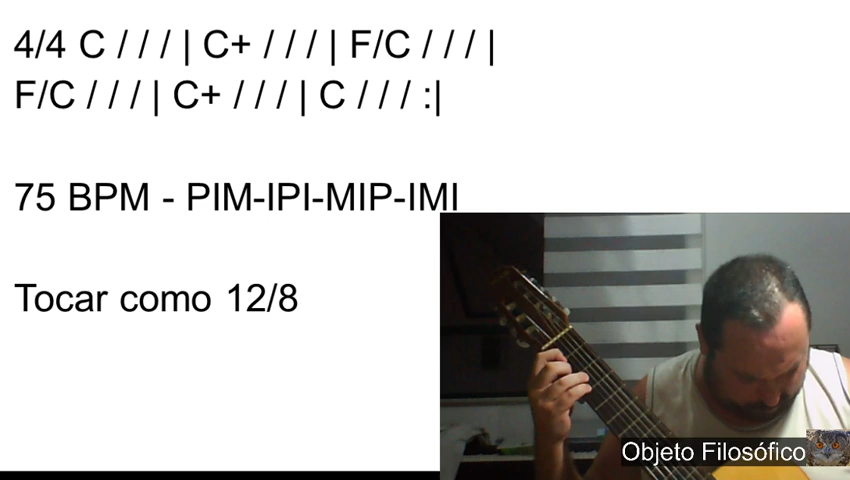 4/4 C / / / | C+ / / / | F/C / / / |
F/C / / / | C+ / / / | C / / / :|
75 BPM - PIM-IPI-MIP-IMI
Tocar como 12/8
Objeto Filosófico